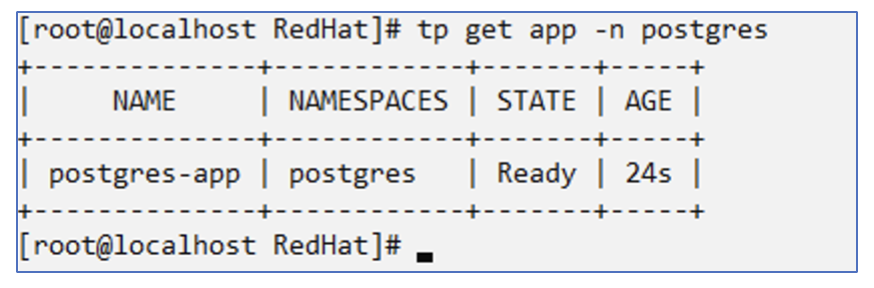 [root@localhost RedHat]# tp get app -n postgres
+--------------+------------+-------+-----+
|     NAME     | NAMESPACES | STATE | AGE |
+--------------+------------+-------+-----+
| postgres-app | postgres   | Ready | 24s |
+--------------+------------+-------+-----+
[root@localhost RedHat]#